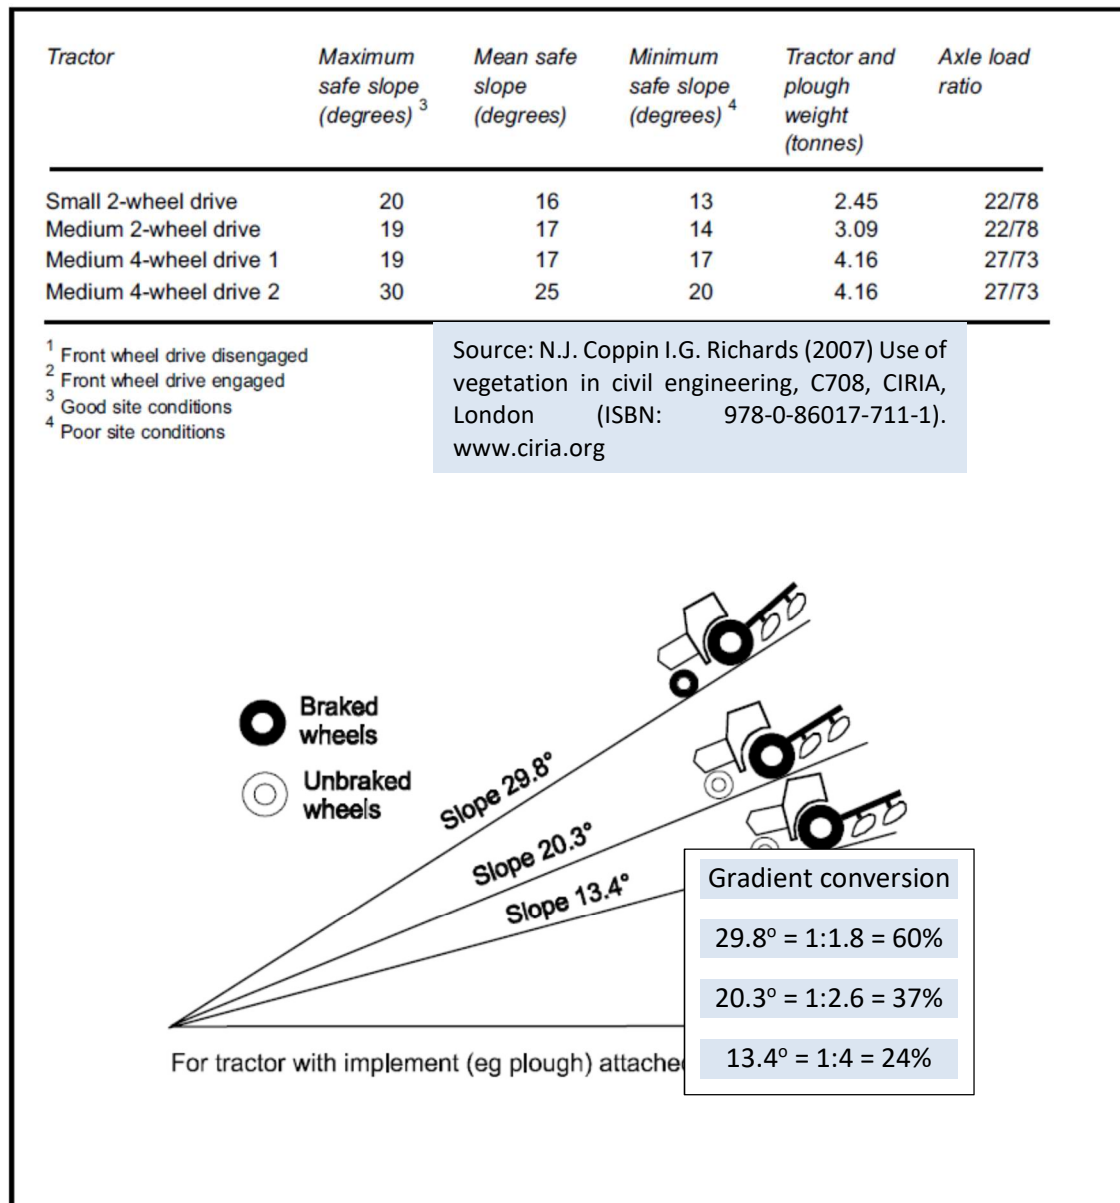 Tractor Maximum safe slope (degrees) 3 Mean safe slope (degrees) Minimum safe slope (degrees) 4 Tractor and plough weight (tonnes) Axle load ratio
Small 2-wheel drive 20 16 13 2.45 22/78
Medium 2-wheel drive 19 17 14 3.09 22/78
Medium 4-wheel drive 1 19 17 17 4.16 27/73
Medium 4-wheel drive 2 30 25 20 4.16 27/73
1 Front wheel drive disengaged
2 Front wheel drive engaged
3 Good site conditions
4 Poor site conditions
Source: N.J. Coppin I.G. Richards (2007) Use of
vegetation in civil engineering, C708, CIRIA,
London (ISBN: 978-0-86017-711-1).
www.ciria.org
Braked
wheels
Unbraked
wheels
Slope 29.8°
Slope 20.3°
Slope 13.4°
Gradient conversion
29.8º = 1:1.8 = 60%
20.3º = 1:2.6 = 37%
13.4º = 1:4 = 24%
For tractor with implement (eg plough) attached